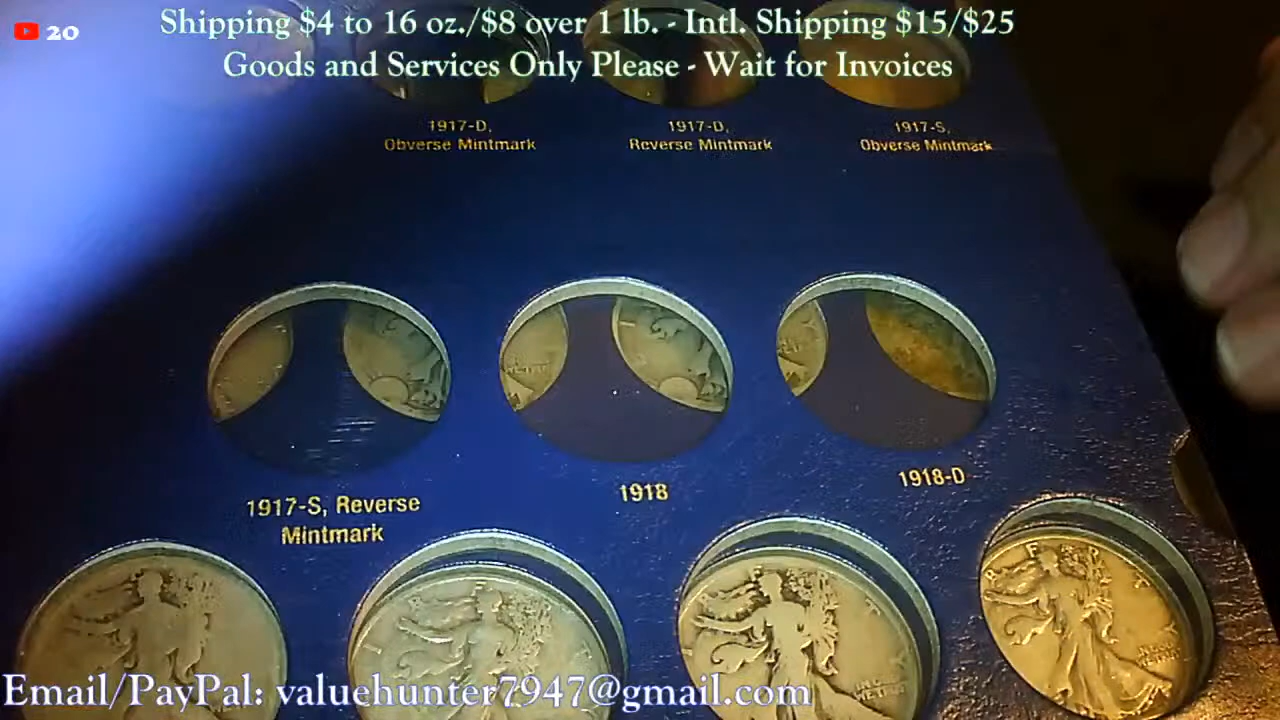 20
Shipping $4 to 16 oz./$8 over 1 lb. - Intl. Shipping $15/$25
Goods and Services Only Please - Wait for Invoices
1917-D,
Obverse Mintmark
1917-D,
Reverse Mintmark
1917-S,
Obverse Mintmark
1917-S, Reverse
Mintmark
1918
1918-D
Email/PayPal: valuehunter7947@gmail.com